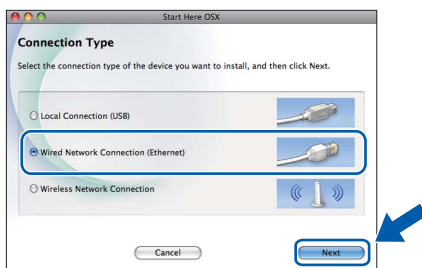 Start Here OSX
Connection Type
Select the connection type of the device you want to install, and then click Next.
Local Connection (USB)
Wired Network Connection (Ethernet)
Wireless Network Connection
Cancel
Next